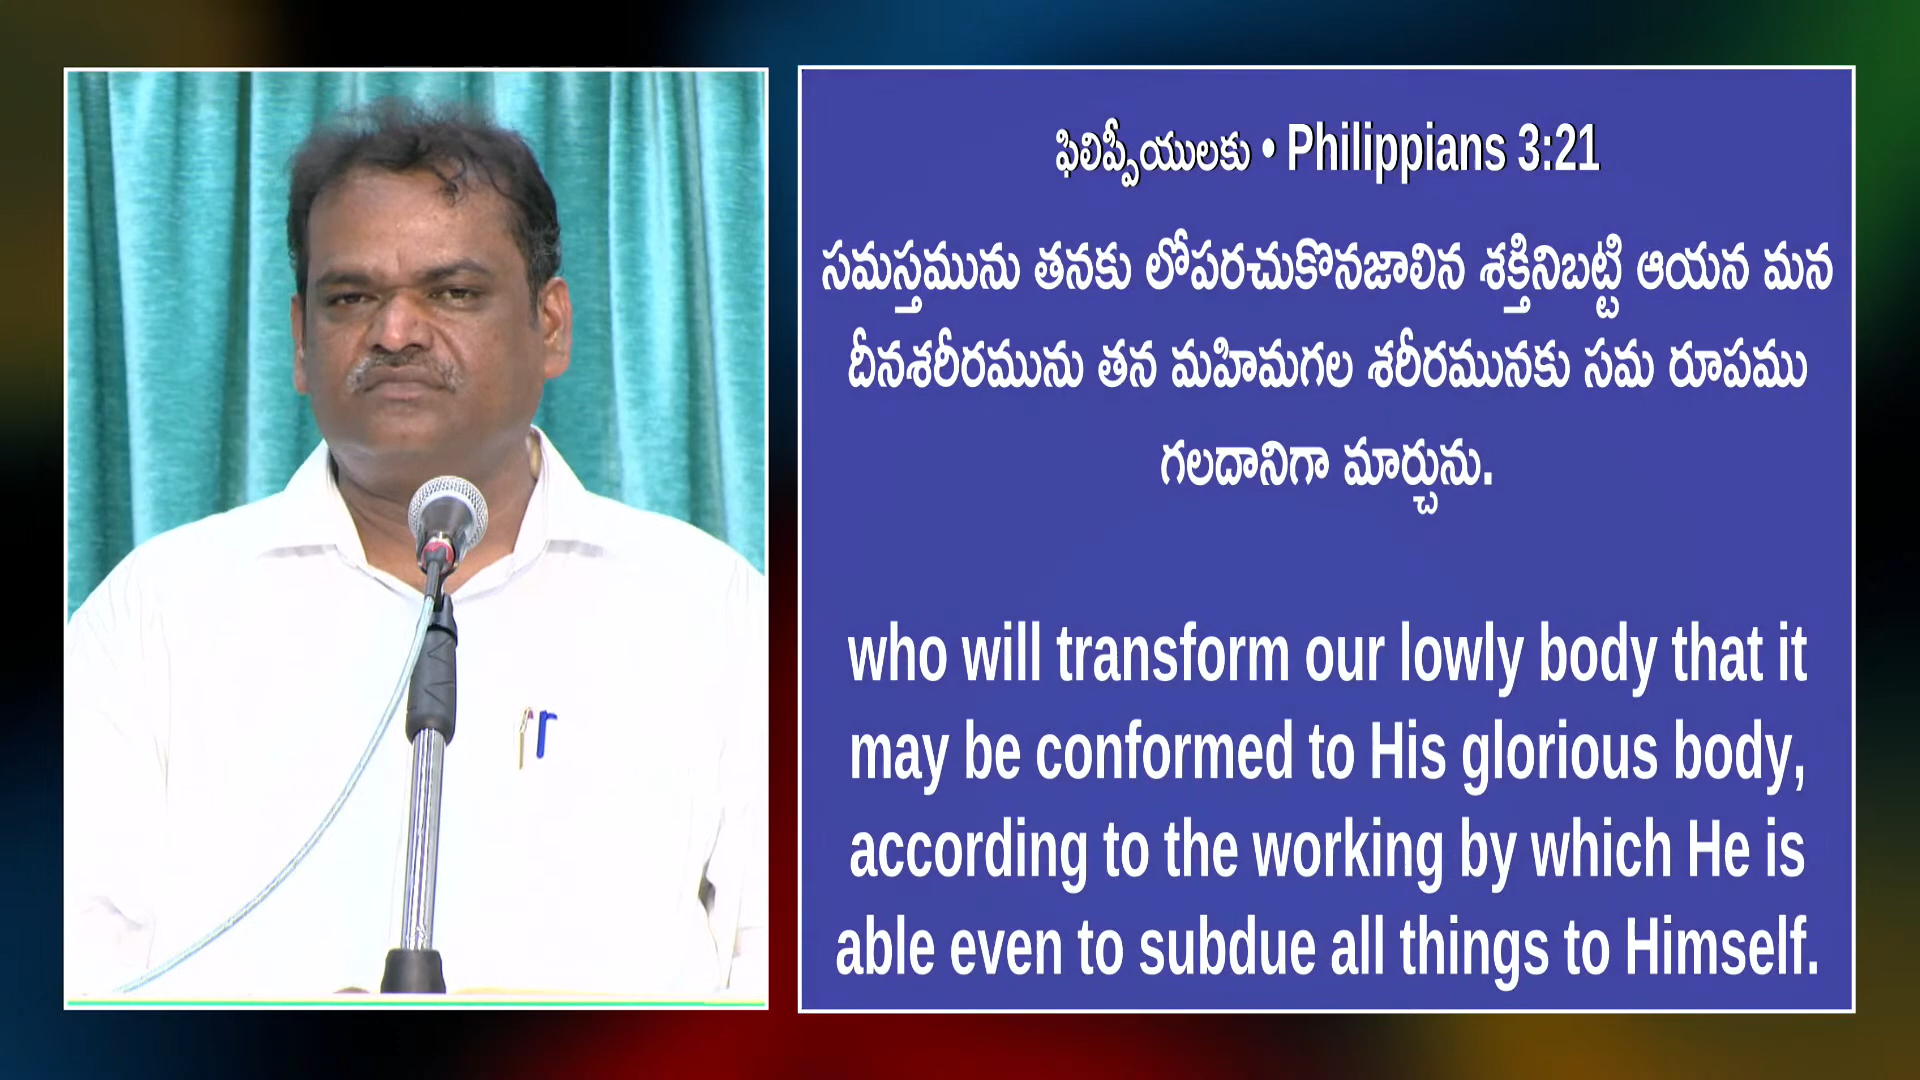 ఫిలిప్పీయులకు • Philippians 3:21
సమస్తమును తనకు లోపరచుకొనజాలిన శక్తినిబట్టి ఆయన మన
దీనశరీరమును తన మహిమగల శరీరమునకు సమ రూపము
గలదానిగా మార్చును.
who will transform our lowly body that it
may be conformed to His glorious body,
according to the working by which He is
able even to subdue all things to Himself.